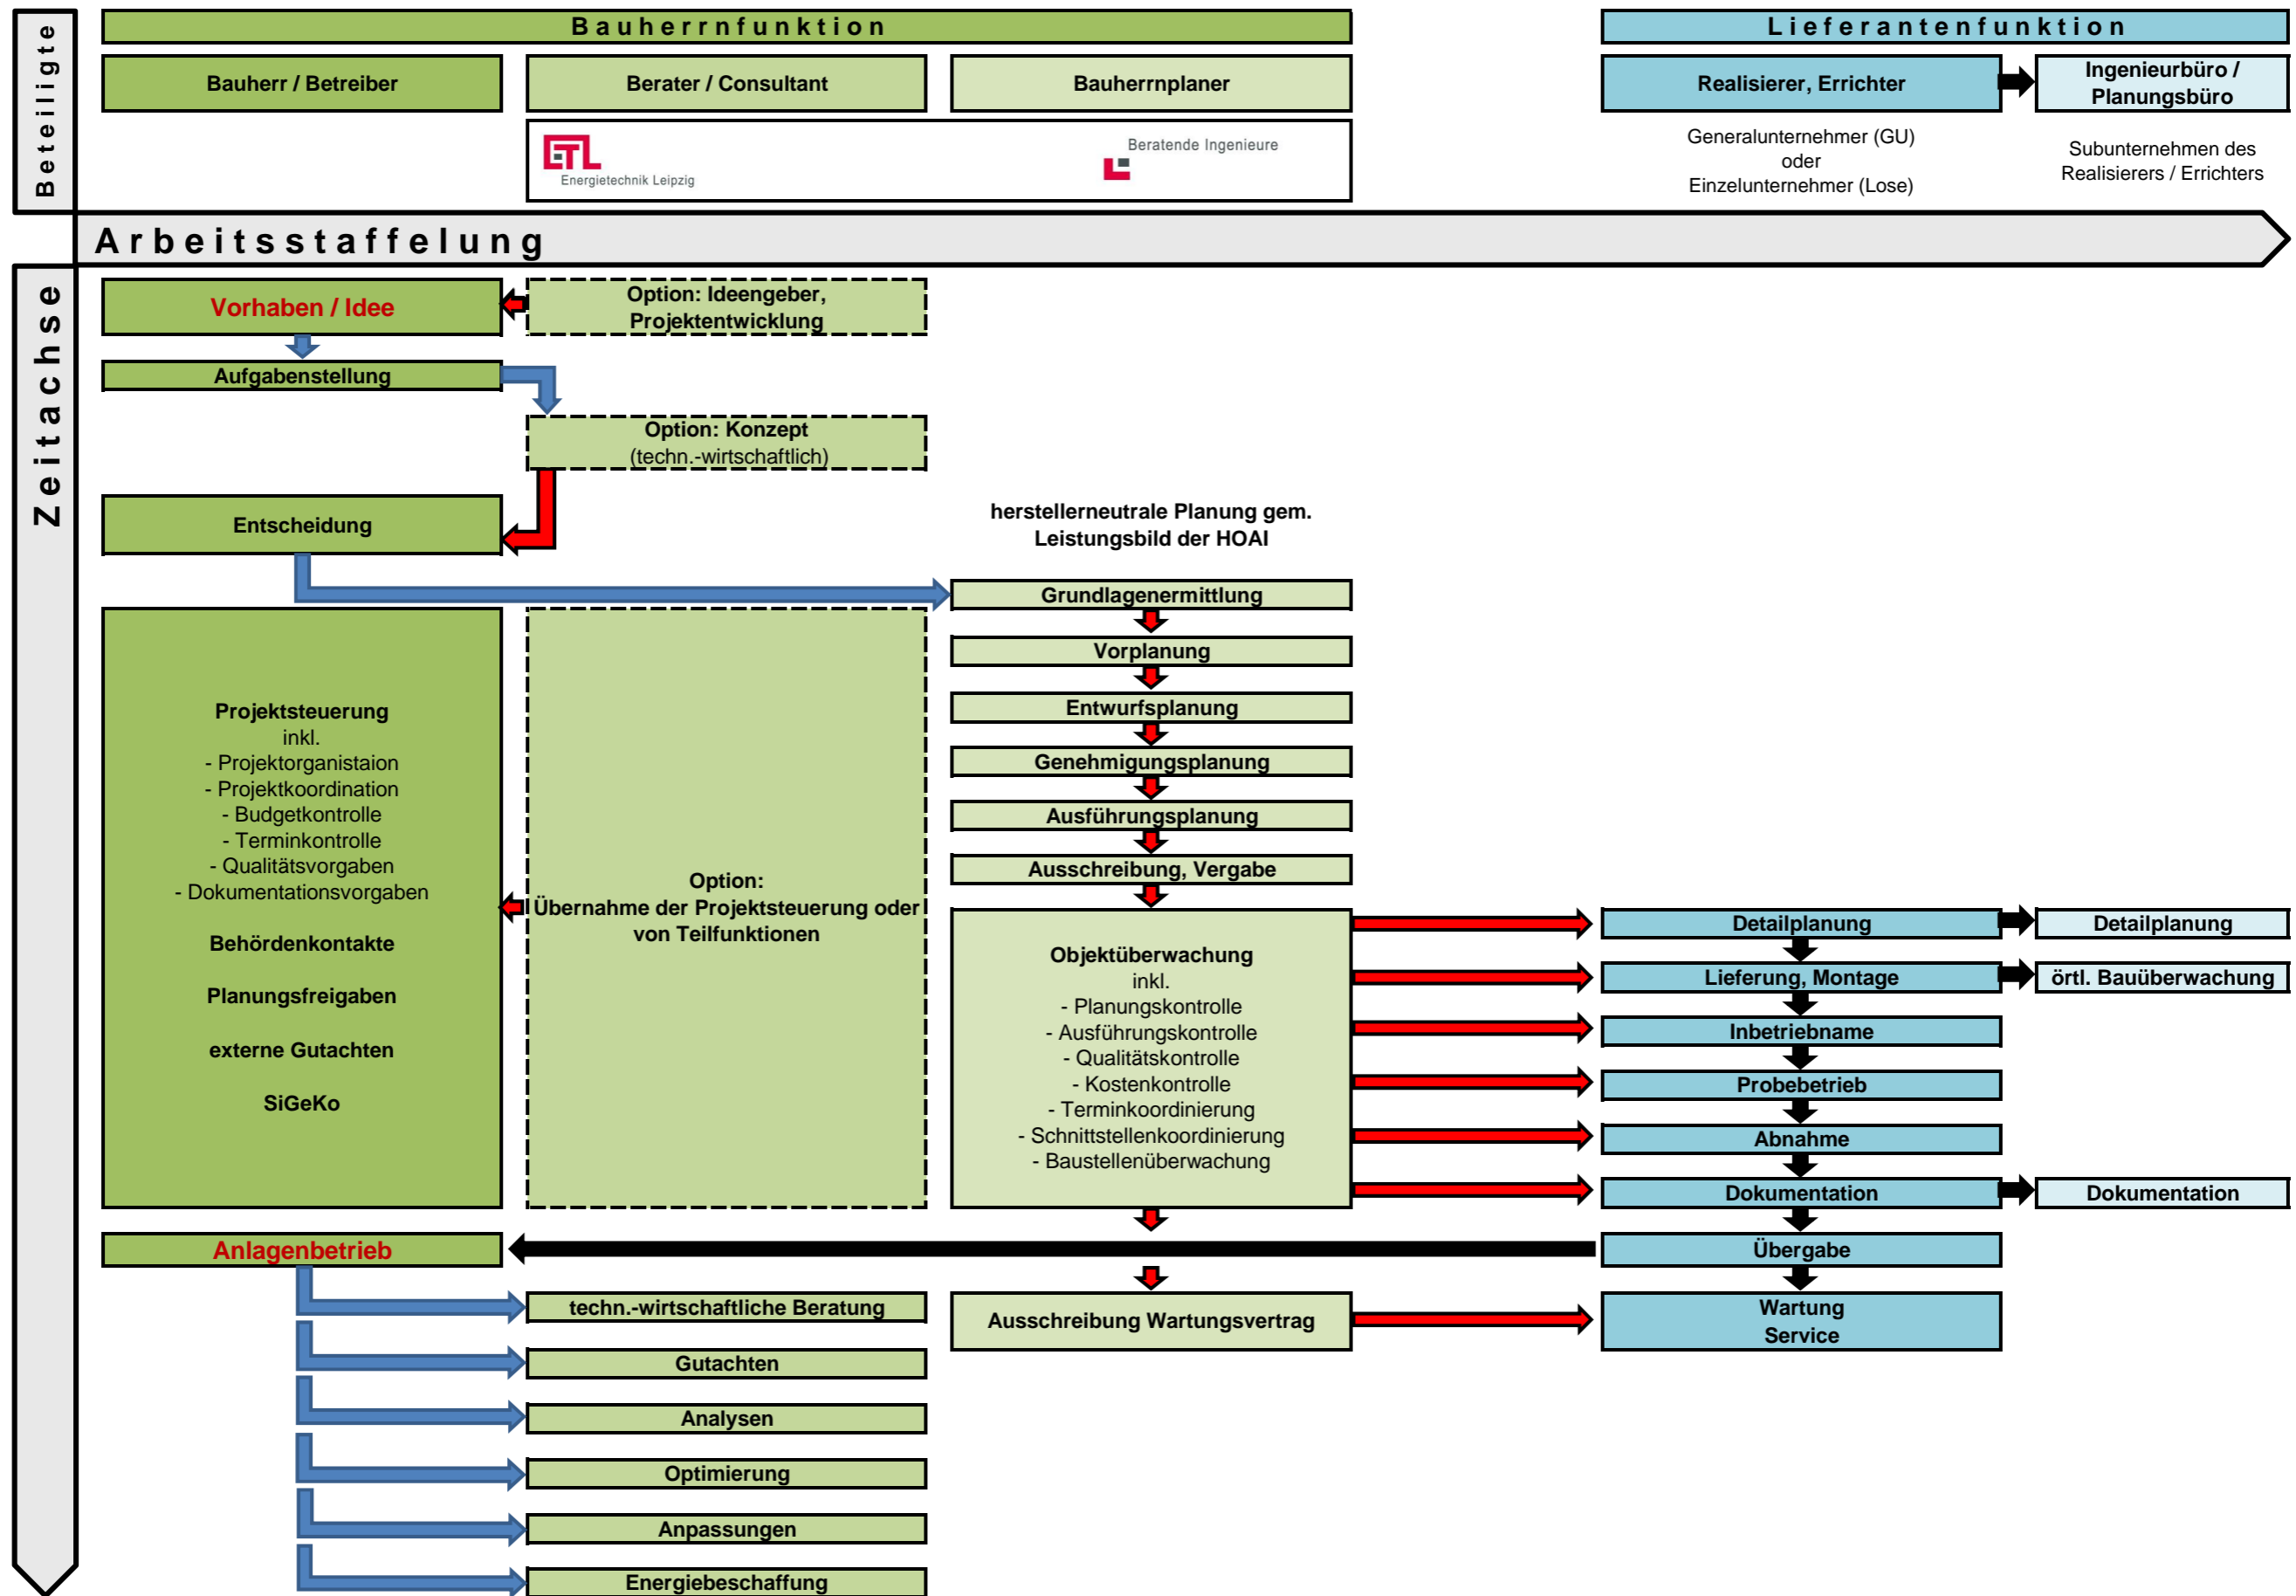 Beteiligte
Bauherrnfunktion
Lieferantenfunktion
Bauherr / Betreiber
Berater / Consultant
Bauherrnplaner
Realisierer, Errichter
Ingenieurbüro /
Planungsbüro
ETL
Energietechnik Leipzig
Beratende Ingenieure
Generalunternehmer (GU)
oder
Einzelunternehmer (Lose)
Subunternehmen des
Realisierers / Errichters
Arbeitsstaffelung
Zeitachse
Vorhaben / Idee
Option: Ideengeber,
Projektentwicklung
Aufgabenstellung
Option: Konzept
(techn.-wirtschaftlich)
Entscheidung
herstellerneutrale Planung gem.
Leistungsbild der HOAI
Grundlagenermittlung
Vorplanung
Entwurfsplanung
Genehmigungsplanung
Ausführungsplanung
Ausschreibung, Vergabe
Projektsteuerung
inkl.
- Projektorganistaion
- Projektkoordination
- Budgetkontrolle
- Terminkontrolle
- Qualitätsvorgaben
- Dokumentationsvorgaben
Behördenkontakte
Planungsfreigaben
externe Gutachten
SiGeKo
Option:
Übernahme der Projektsteuerung oder
von Teilfunktionen
Objektüberwachung
inkl.
- Planungskontrolle
- Ausführungskontrolle
- Qualitätskontrolle
- Kostenkontrolle
- Terminkoordinierung
- Schnittstellenkoordinierung
- Baustellenüberwachung
Detailplanung
Detailplanung
Lieferung, Montage
örtl. Bauüberwachung
Inbetriebname
Probebetrieb
Abnahme
Dokumentation
Dokumentation
Anlagenbetrieb
Übergabe
techn.-wirtschaftliche Beratung
Ausschreibung Wartungsvertrag
Wartung
Service
Gutachten
Analysen
Optimierung
Anpassungen
Energiebeschaffung